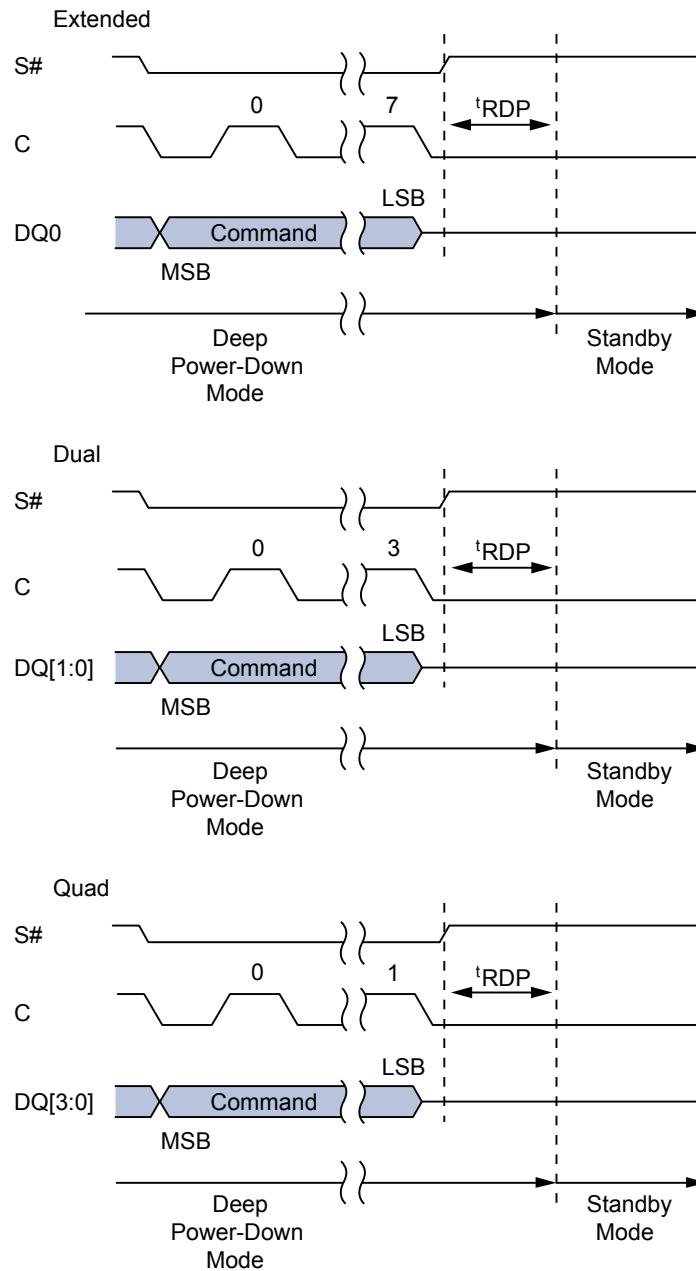 Extended
S#
0 7 tRDP
C
LSB
DQ0 Command
MSB
Deep Power-Down Mode
Standby Mode
Dual
S#
0 3 tRDP
C
LSB
DQ[1:0] Command
MSB
Deep Power-Down Mode
Standby Mode
Quad
S#
0 1 tRDP
C
LSB
DQ[3:0] Command
MSB
Deep Power-Down Mode
Standby Mode